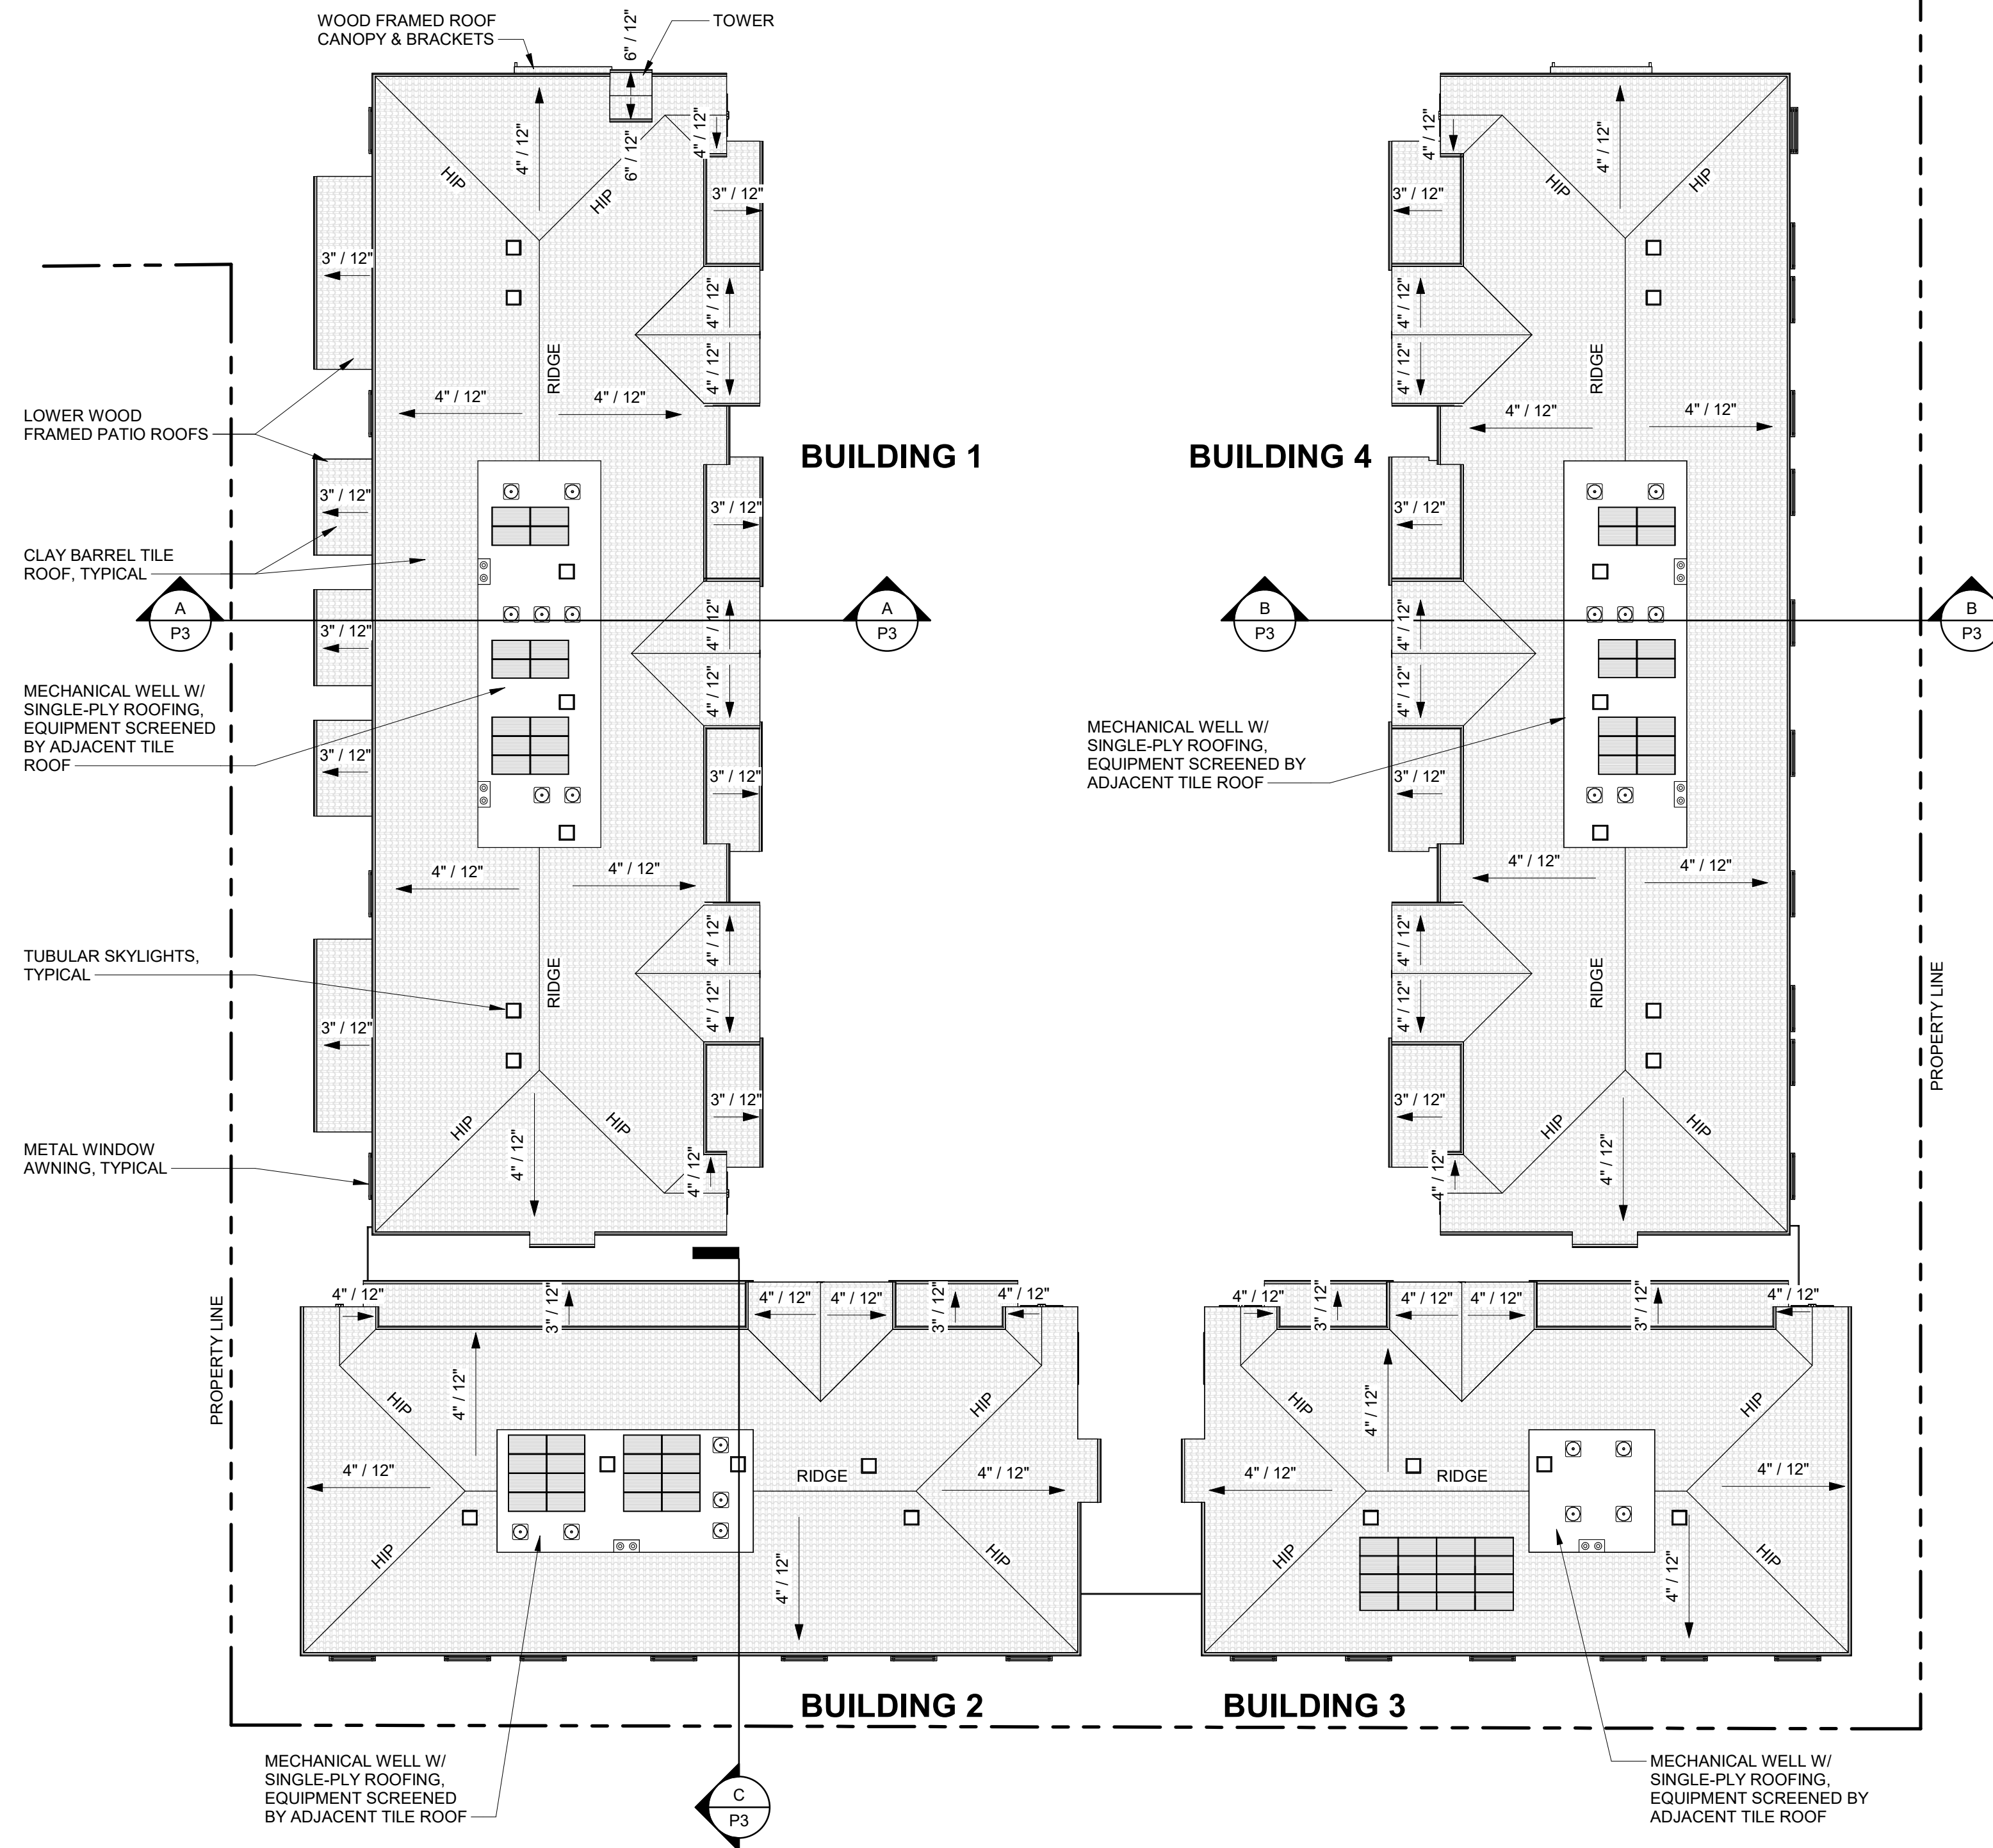 WOOD FRAMED ROOF
CANOPY & BRACKETS
TOWER
6" / 12"
6" / 12"
4" / 12"
4" / 12"
HIP
HIP
3" / 12"
3" / 12"
4" / 12"
4" / 12"
RIDGE
4" / 12"
4" / 12"
LOWER WOOD
FRAMED PATIO ROOFS
BUILDING 1
3" / 12"
3" / 12"
CLAY BARREL TILE
ROOF, TYPICAL
A
P3
A
P3
3" / 12"
4" / 12"
4" / 12"
MECHANICAL WELL W/
SINGLE-PLY ROOFING,
EQUIPMENT SCREENED
BY ADJACENT TILE
ROOF
3" / 12"
3" / 12"
4" / 12"
4" / 12"
TUBULAR SKYLIGHTS,
TYPICAL
4" / 12"
4" / 12"
RIDGE
3" / 12"
3" / 12"
METAL WINDOW
AWNING, TYPICAL
HIP
HIP
4" / 12"
4" / 12"
4" / 12"
4" / 12"
HIP
HIP
3" / 12"
4" / 12"
4" / 12"
RIDGE
4" / 12"
4" / 12"
BUILDING 4
3" / 12"
B
P3
B
P3
4" / 12"
4" / 12"
MECHANICAL WELL W/
SINGLE-PLY ROOFING,
EQUIPMENT SCREENED BY
ADJACENT TILE ROOF
3" / 12"
4" / 12"
4" / 12"
4" / 12"
4" / 12"
RIDGE
3" / 12"
HIP
HIP
4" / 12"
4" / 12"
PROPERTY LINE
PROPERTY LINE
4" / 12"
3" / 12"
4" / 12"
4" / 12"
3" / 12"
4" / 12"
HIP
4" / 12"
HIP
4" / 12"
RIDGE
4" / 12"
HIP
4" / 12"
HIP
BUILDING 2
4" / 12"
3" / 12"
4" / 12"
4" / 12"
3" / 12"
4" / 12"
HIP
4" / 12"
HIP
4" / 12"
RIDGE
4" / 12"
HIP
4" / 12"
HIP
BUILDING 3
MECHANICAL WELL W/
SINGLE-PLY ROOFING,
EQUIPMENT SCREENED
BY ADJACENT TILE ROOF
C
P3
MECHANICAL WELL W/
SINGLE-PLY ROOFING,
EQUIPMENT SCREENED BY
ADJACENT TILE ROOF